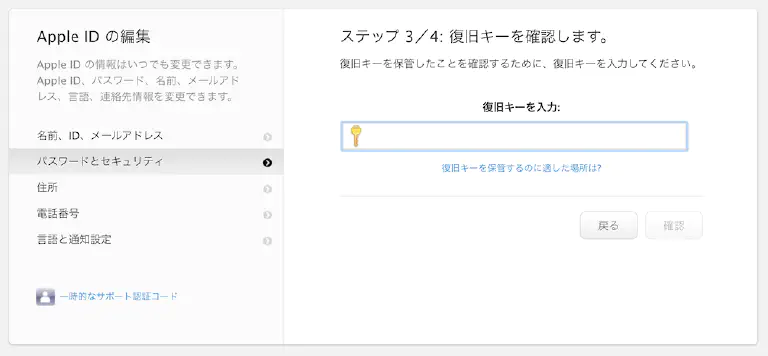 Apple ID の編集
Apple ID の情報はいつでも変更できます。
Apple ID、パスワード、名前、メールアド
レス、言語、連絡先情報を変更できます。
名前、ID、メールアドレス
パスワードとセキュリティ
住所
電話番号
言語と通知設定
一時的なサポート認証コード
ステップ 3／4: 復旧キーを確認します。
復旧キーを保管したことを確認するために、復旧キーを入力してください。
復旧キーを入力:
復旧キーを保管するのに適した場所は?
戻る
確認